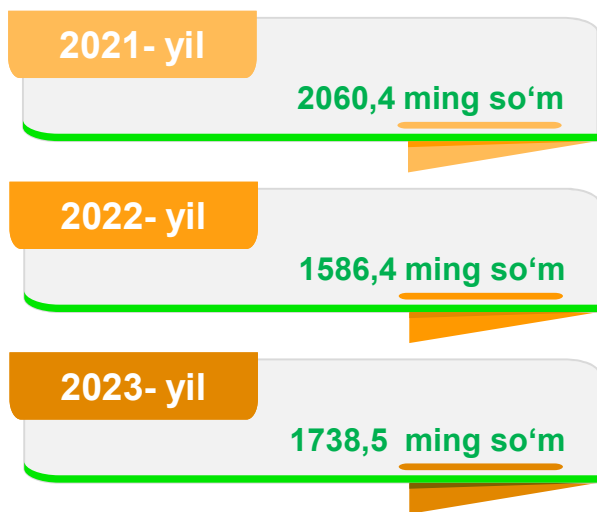 2021- yil
2060,4 ming so‘m
2022- yil
1586,4 ming so‘m
2023- yil
1738,5 ming so‘m